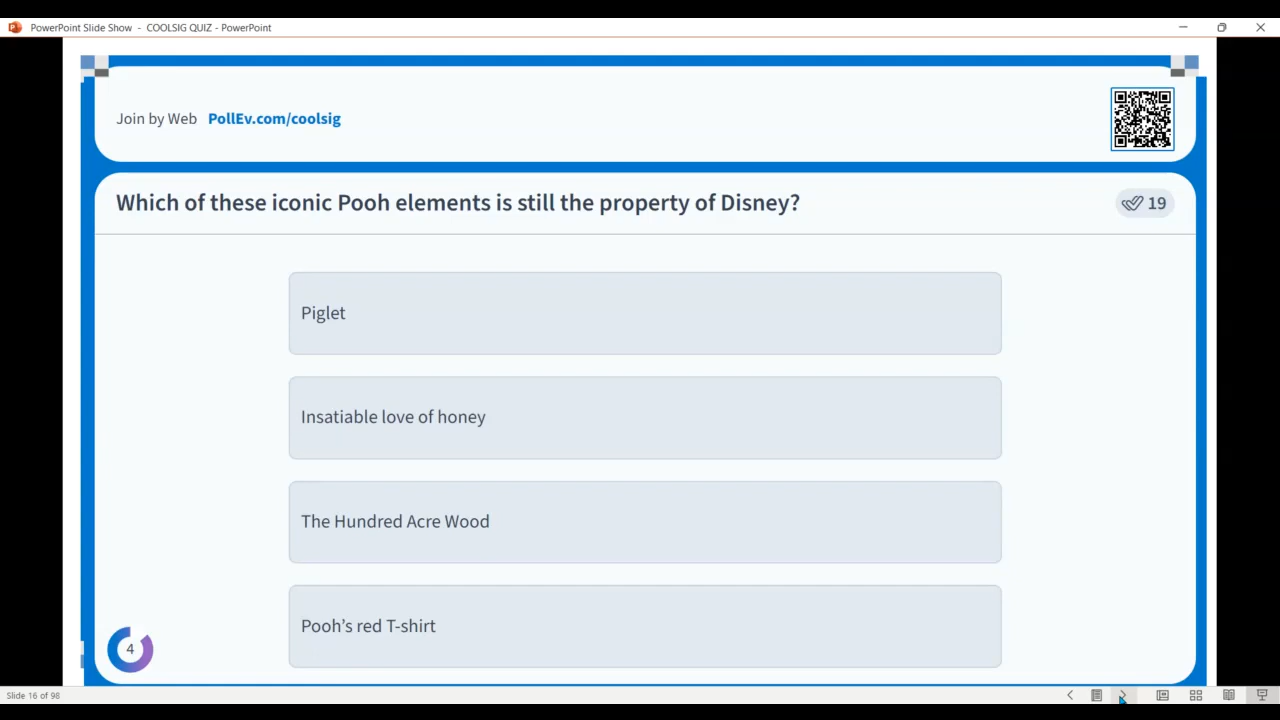 PowerPoint Slide Show - COOLSIG QUIZ - PowerPoint
Join by Web PollEv.com/coolsig
Which of these iconic Pooh elements is still the property of Disney?
19
Piglet
Insatiable love of honey
The Hundred Acre Wood
Pooh’s red T-shirt
4
Slide 16 of 98